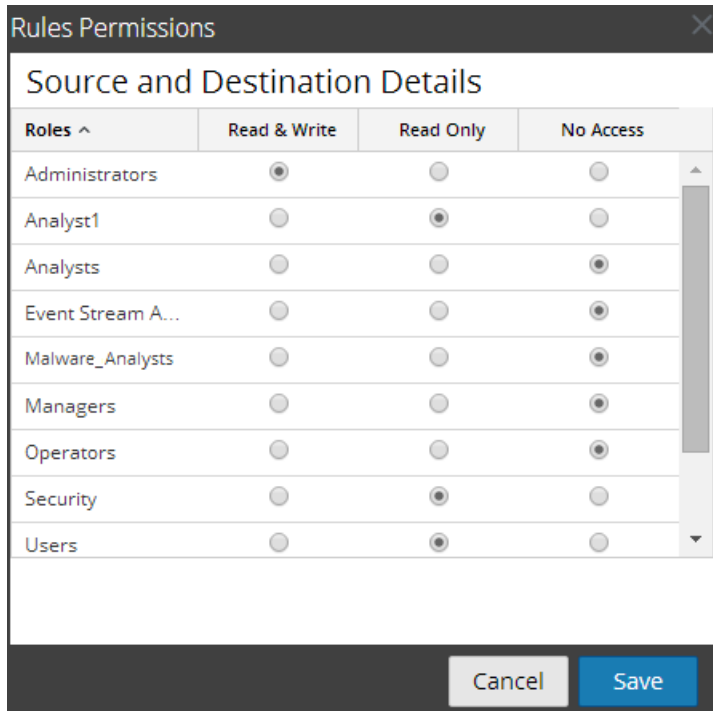 Rules Permissions
Source and Destination Details
Roles Read & Write Read Only No Access
Administrators
Analyst1
Analysts
Event Stream A...
Malware_Analysts
Managers
Operators
Security
Users
Cancel Save